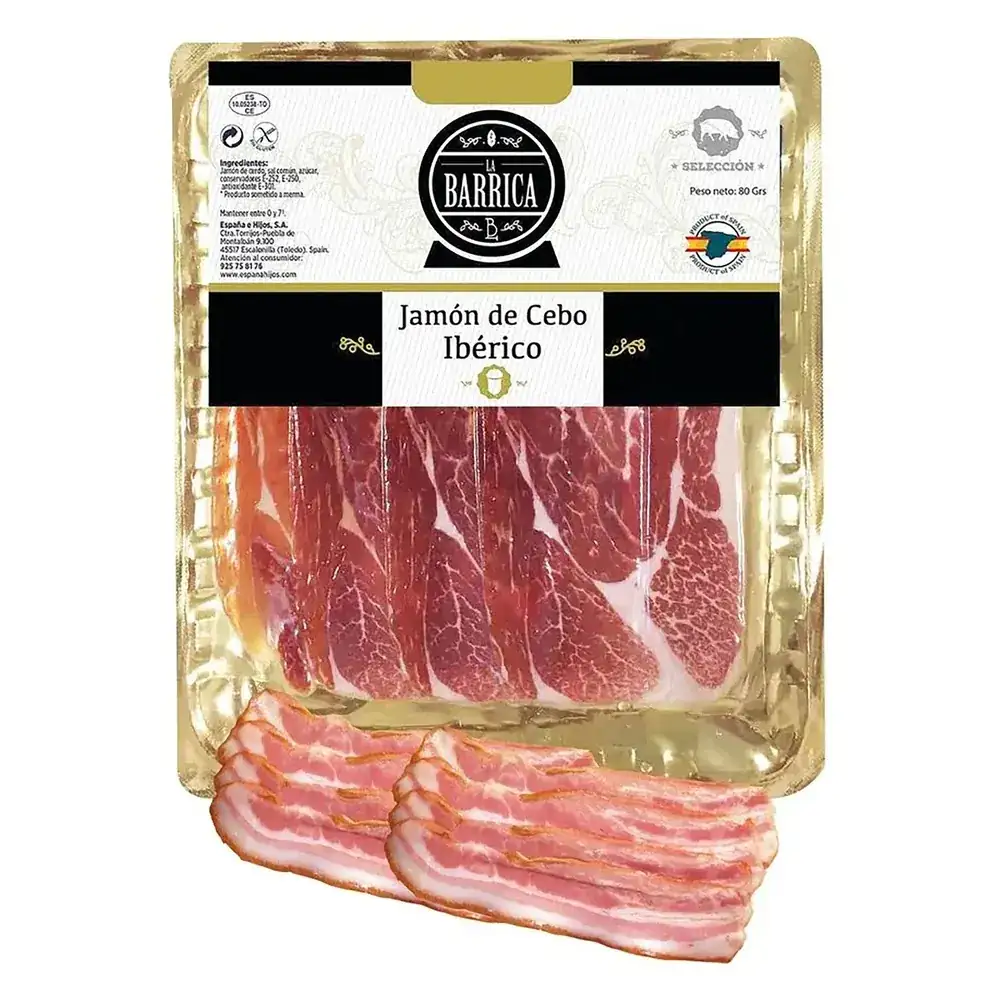 ES
10.05238-TO
CE
Ingredientes:
Jamón de cerdo, sal común, azúcar,
conservadores E-252, E-250,
antioxidante E-301.
* Producto sometido a merma.
Mantener entre 0 y 7º.
España e Hijos, S.A.
Ctra.Torrijos-Puebla de
Montalbán 9,100
45517 Escalonilla (Toledo). Spain.
Atención al consumidor:
925 75 81 76
www.espanahijos.com
LA
BARRICA
B
SELECCIÓN
Peso neto: 80 Grs
PRODUCT of SPAIN
PRODUCT of SPAIN
Jamón de Cebo
Ibérico